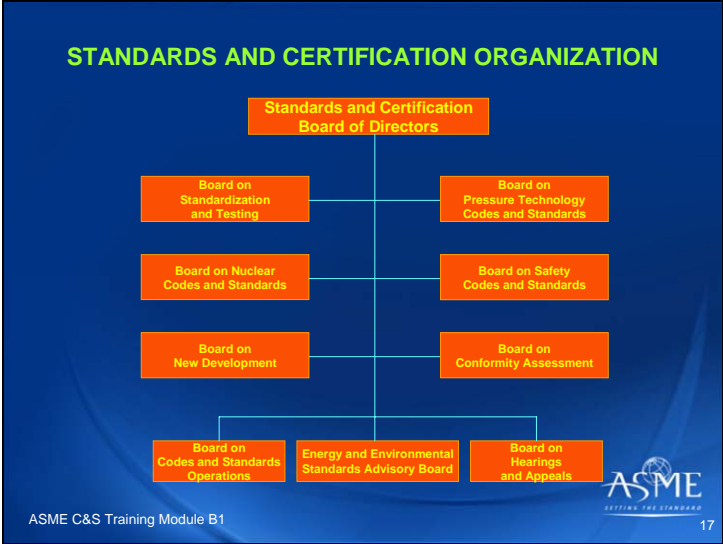 STANDARDS AND CERTIFICATION ORGANIZATION
Standards and Certification
Board of Directors
Board on
Standardization
and Testing
Board on
Pressure Technology
Codes and Standards
Board on Nuclear
Codes and Standards
Board on Safety
Codes and Standards
Board on
New Development
Board on
Conformity Assessment
Board on
Codes and Standards
Operations
Energy and Environmental
Standards Advisory Board
Board on
Hearings
and Appeals
ASME
SETTING THE STANDARD
ASME C&S Training Module B1
17